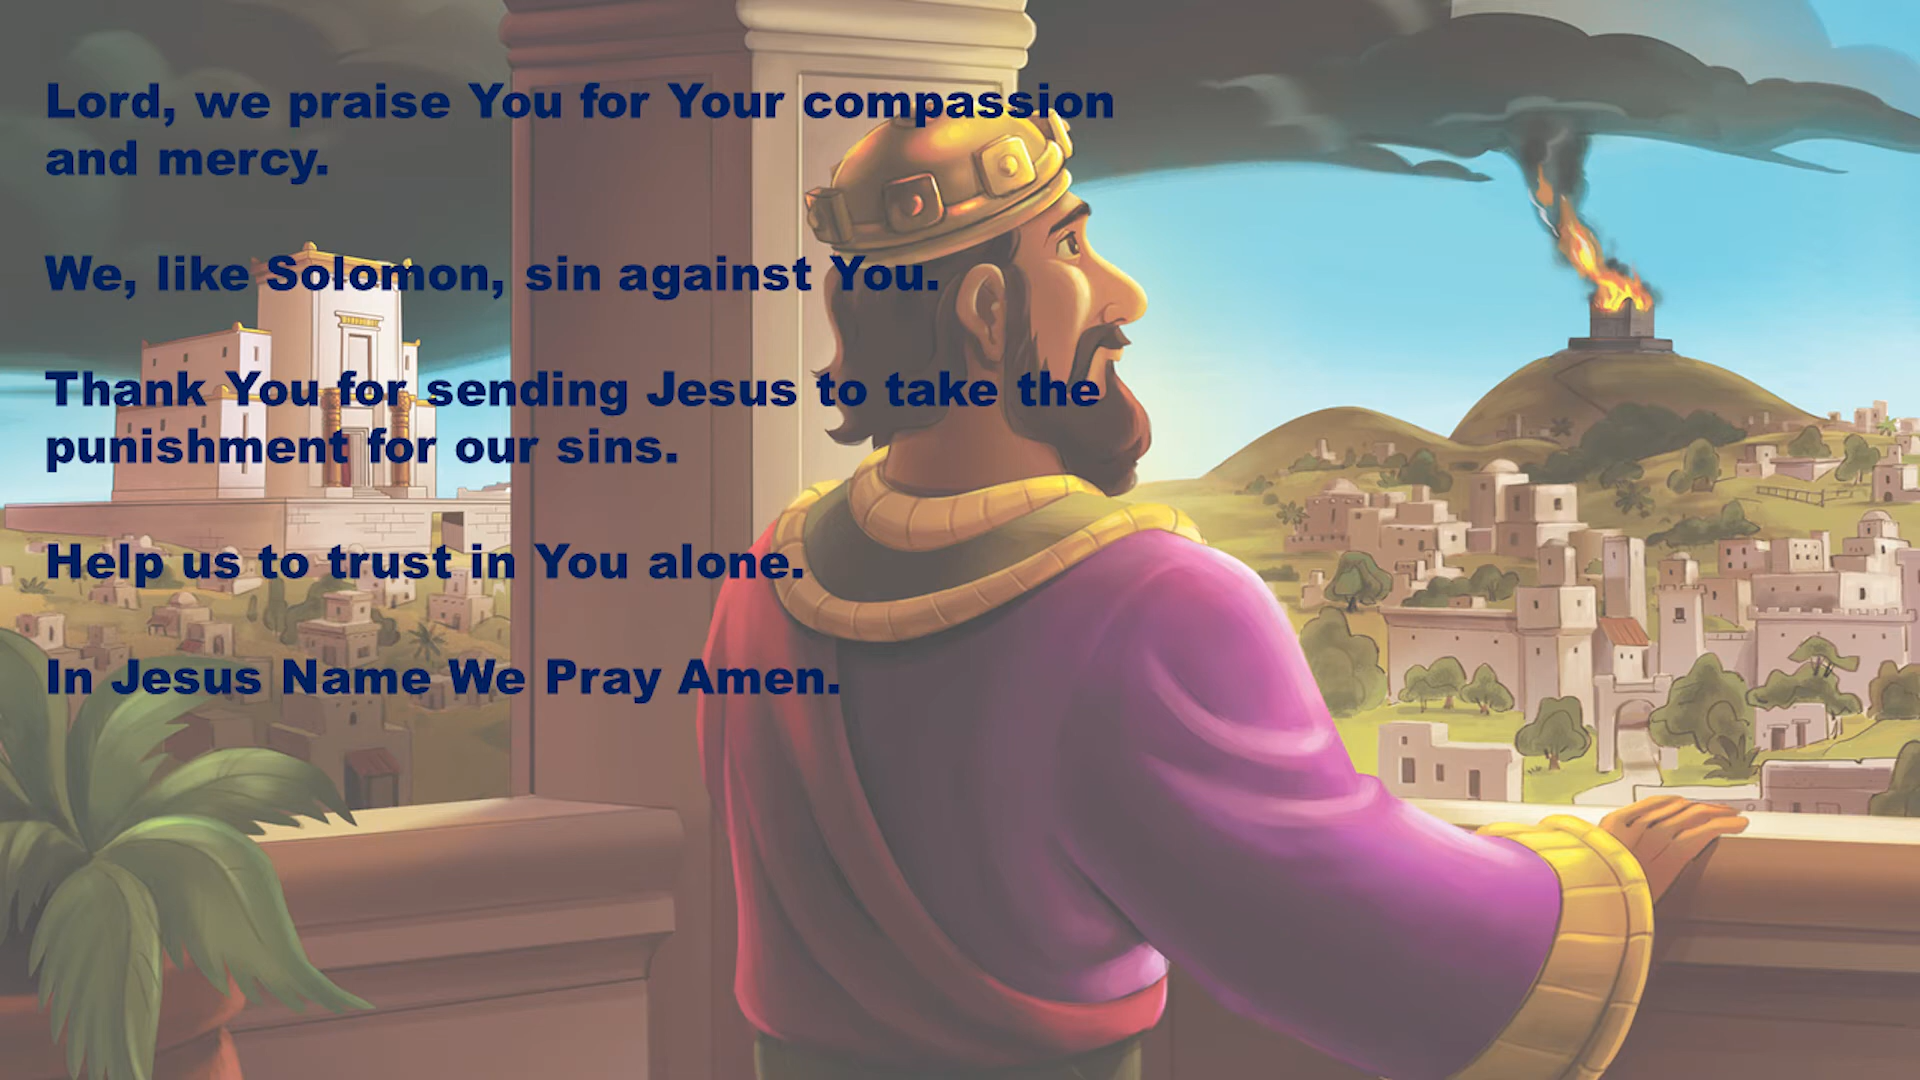 Lord, we praise You for Your compassion
and mercy.
We, like Solomon, sin against You.
Thank You for sending Jesus to take the
punishment for our sins.
Help us to trust in You alone.
In Jesus Name We Pray Amen.